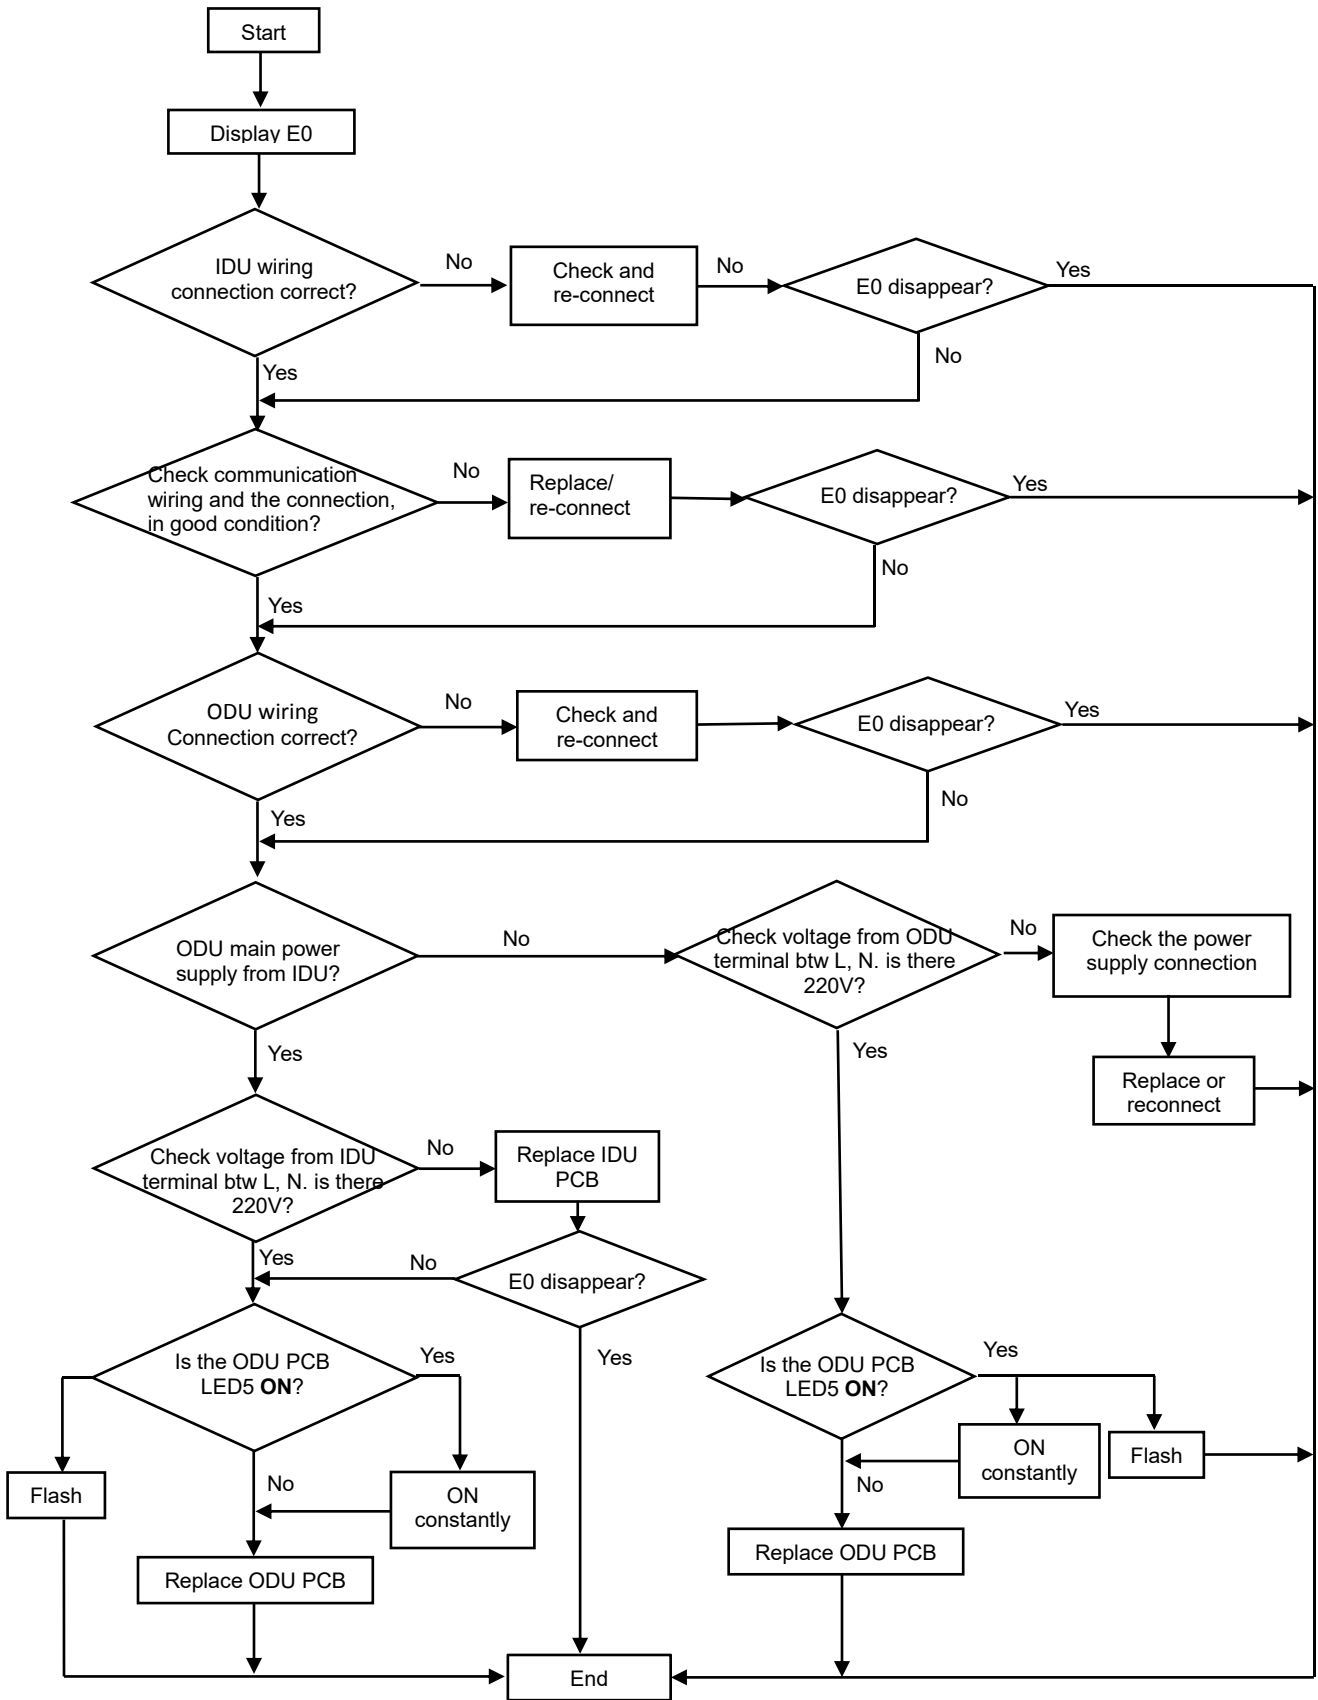 Start
Display E0
IDU wiring
connection correct?
No
Check and
re-connect
No
E0 disappear?
Yes
No
Yes
Check communication
wiring and the connection,
in good condition?
No
Replace/
re-connect
E0 disappear?
Yes
No
Yes
ODU wiring
Connection correct?
No
Check and
re-connect
E0 disappear?
Yes
No
Yes
ODU main power
supply from IDU?
No
Check voltage from ODU
terminal btw L, N. is there
220V?
No
Check the power
supply connection
Yes
Yes
Replace or
reconnect
Check voltage from IDU
terminal btw L, N. is there
220V?
No
Replace IDU
PCB
Yes
No
E0 disappear?
Yes
Is the ODU PCB
LED5 ON?
Yes
Is the ODU PCB
LED5 ON?
Yes
Flash
No
ON
constantly
No
ON
constantly
Flash
Replace ODU PCB
Replace ODU PCB
End